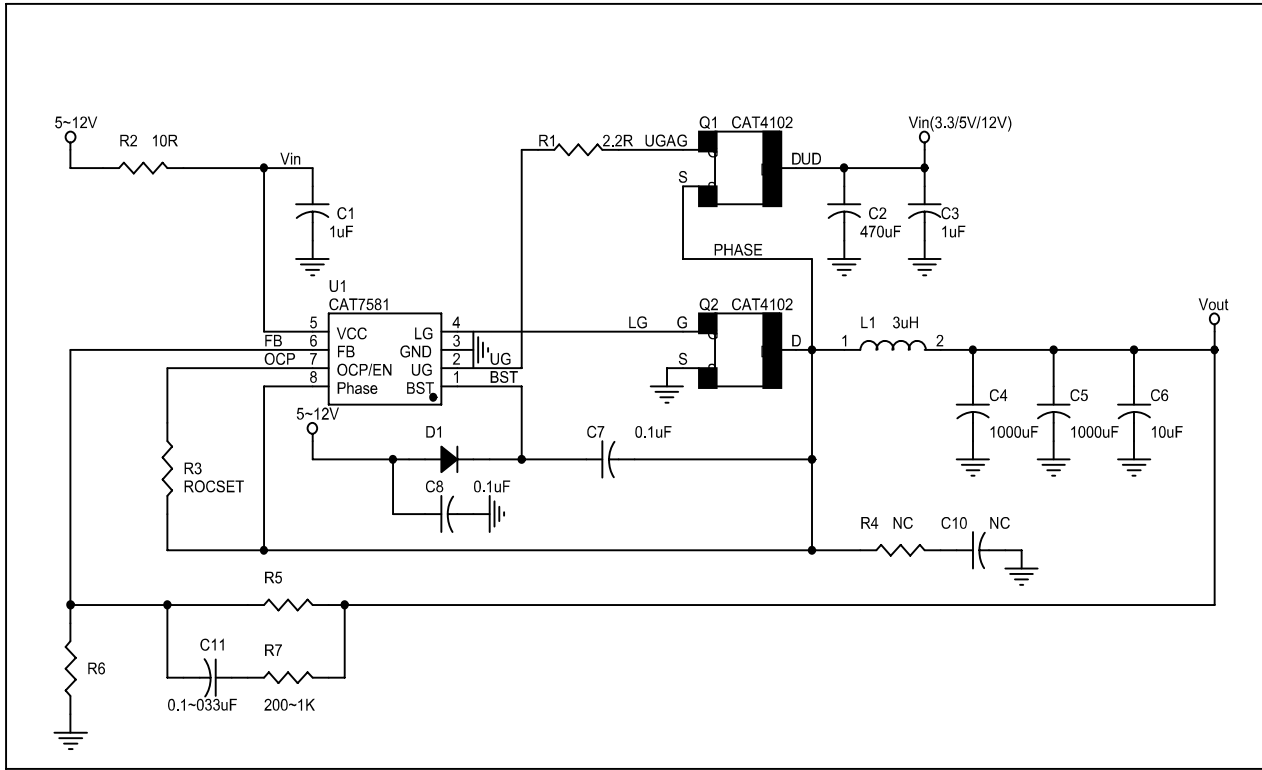 5~12V
R2 10R
Vin
C1
1uF
R1 2.2R UGAG
Q1 CAT4102
S
DUD
Vin(3.3/5V/12V)
C2
470uF
C3
1uF
PHASE
U1
CAT7581
5 VCC LG 4
6 FB GND 3
7 OCP/EN UG 2
8 Phase BST 1
FB
OCP
UG
BST
LG G
Q2 CAT4102
S
D
1 L1 3uH 2
Vout
C4
1000uF
C5
1000uF
C6
10uF
5~12V
D1
C7 0.1uF
C8 0.1uF
R3
ROCSET
R4 NC C10 NC
R5
C11 R7
0.1~033uF 200~1K
R6